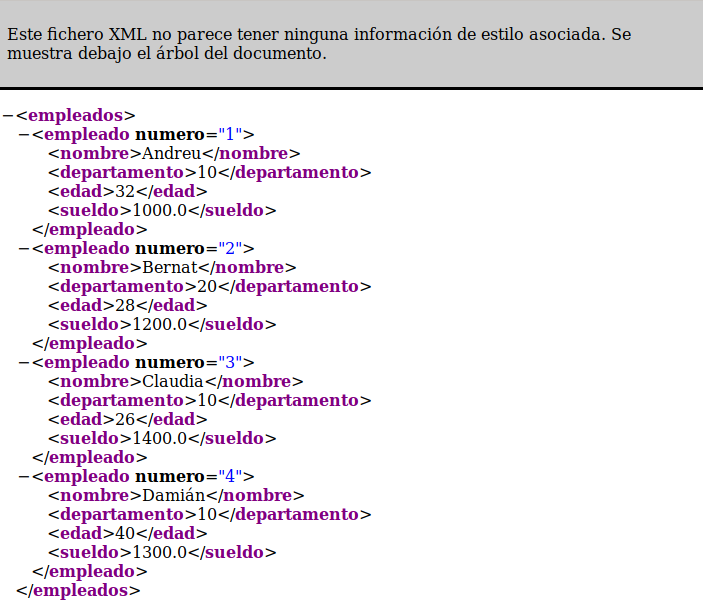 Este fichero XML no parece tener ninguna información de estilo asociada. Se
muestra debajo el árbol del documento.
−<empleados>
−<empleado numero="1">
<nombre>Andreu</nombre>
<departamento>10</departamento>
<edad>32</edad>
<sueldo>1000.0</sueldo>
</empleado>
−<empleado numero="2">
<nombre>Bernat</nombre>
<departamento>20</departamento>
<edad>28</edad>
<sueldo>1200.0</sueldo>
</empleado>
−<empleado numero="3">
<nombre>Claudia</nombre>
<departamento>10</departamento>
<edad>26</edad>
<sueldo>1400.0</sueldo>
</empleado>
−<empleado numero="4">
<nombre>Damián</nombre>
<departamento>10</departamento>
<edad>40</edad>
<sueldo>1300.0</sueldo>
</empleado>
</empleados>